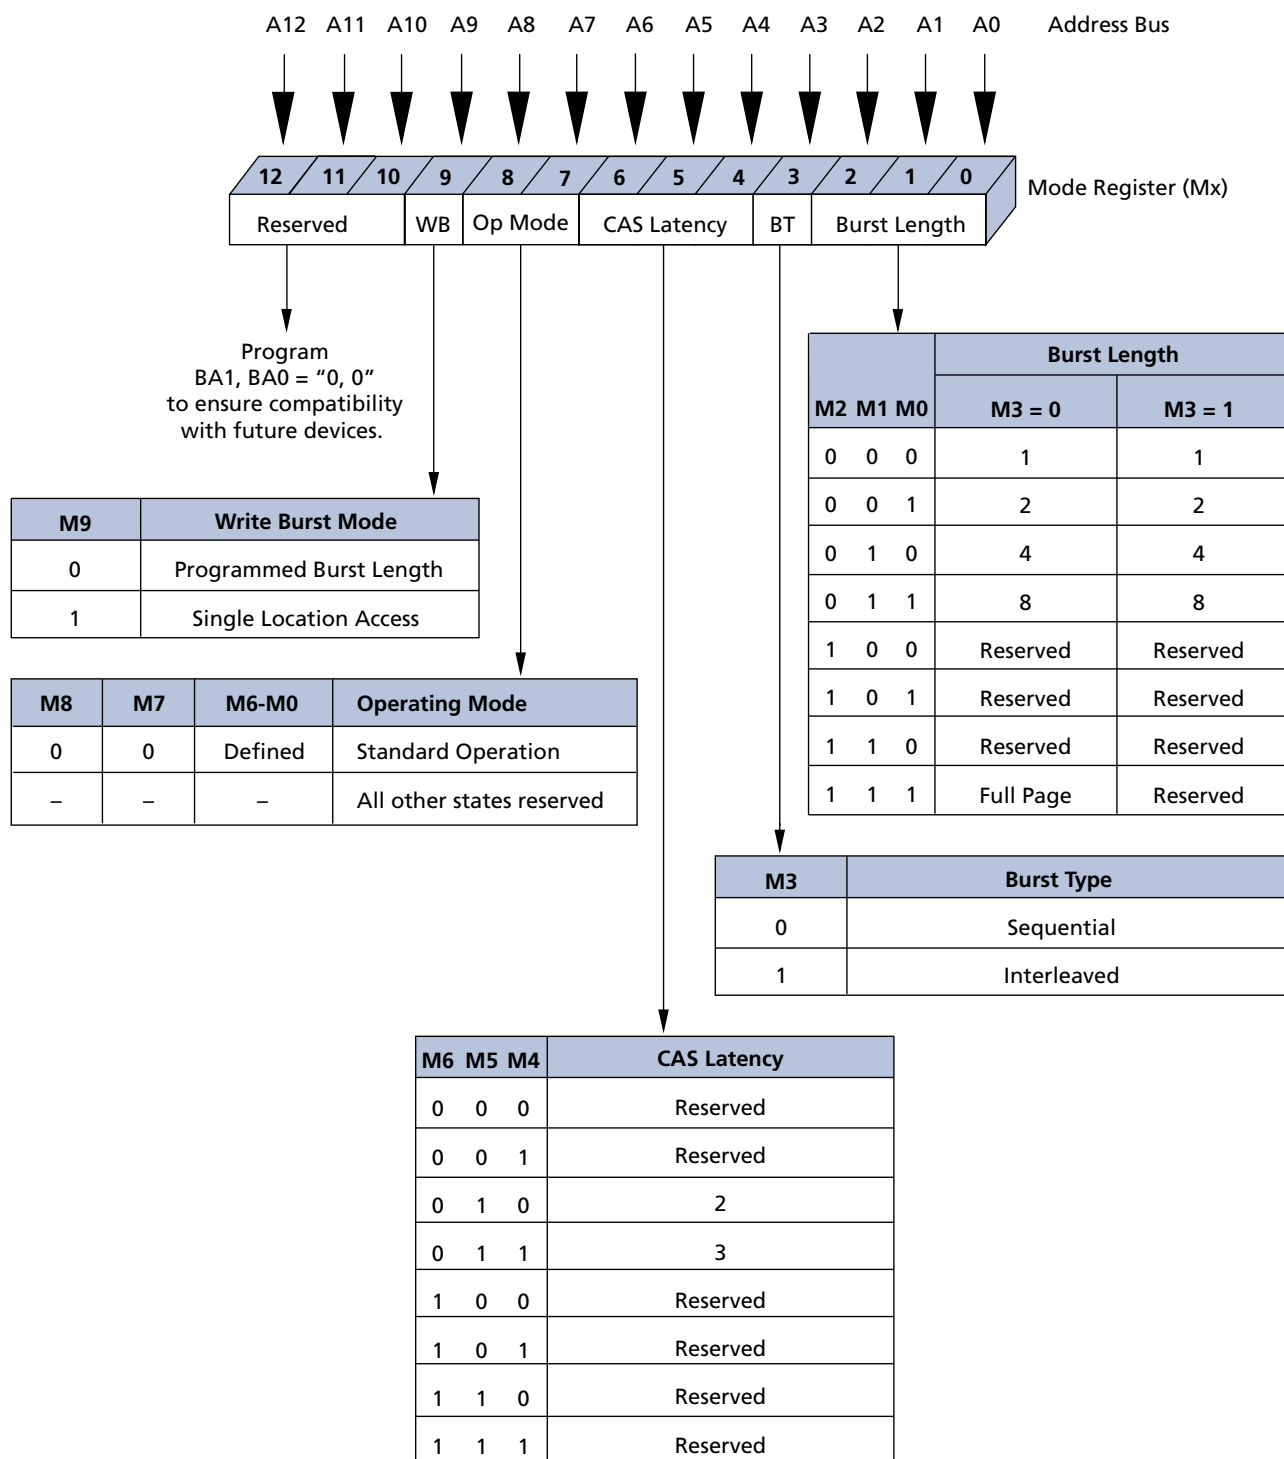 A12 A11 A10 A9 A8 A7 A6 A5 A4 A3 A2 A1 A0 Address Bus
12 11 10 9 8 7 6 5 4 3 2 1 0
Mode Register (Mx)
Reserved WB Op Mode CAS Latency BT Burst Length
Program
BA1, BA0 = “0, 0”
to ensure compatibility
with future devices.
Burst Length
M2 M1 M0 M3 = 0 M3 = 1
0 0 0 1 1
0 0 1 2 2
0 1 0 4 4
0 1 1 8 8
1 0 0 Reserved Reserved
1 0 1 Reserved Reserved
1 1 0 Reserved Reserved
1 1 1 Full Page Reserved
M9 Write Burst Mode
0 Programmed Burst Length
1 Single Location Access
M8 M7 M6-M0 Operating Mode
0 0 Defined Standard Operation
– – – All other states reserved
M3 Burst Type
0 Sequential
1 Interleaved
M6 M5 M4 CAS Latency
0 0 0 Reserved
0 0 1 Reserved
0 1 0 2
0 1 1 3
1 0 0 Reserved
1 0 1 Reserved
1 1 0 Reserved
1 1 1 Reserved